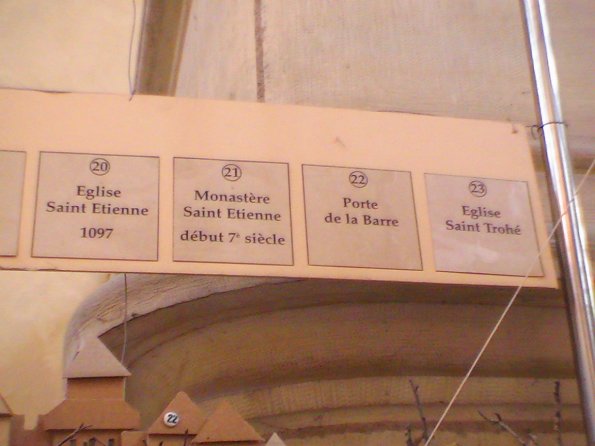 20
Eglise
Saint Etienne
1097
21
Monastère
Saint Etienne
début 7e siècle
22
Porte
de la Barre
23
Eglise
Saint Trohé
22